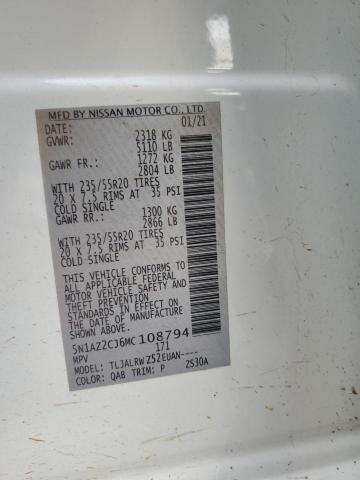 MFD BY NISSAN MOTOR CO., LTD.
DATE: 01/21
GVWR: 2318 KG
5110 LB
GAWR FR. 1272 KG
2804 LB
WITH 235/55R20 TIRES
20 X 7.5 RIMS AT 35 PSI
COLD SINGLE
GAWR RR.: 1300 KG
2866 LB
WITH 235/55R20 TIRES
20 X 7.5 RIMS AT 35 PSI
COLD SINGLE
THIS VEHICLE CONFORMS TO
ALL APPLICABLE FEDERAL
MOTOR VEHICLE SAFETY AND
THEFT PREVENTION
STANDARDS IN EFFECT ON
THE DATE OF MANUFACTURE
SHOWN ABOVE.
5N1AZ2CJ6MC108794
MPV 171
MODEL: TLJALRWZ52EUAN----
COLOR: QAB TRIM: P ZS30A